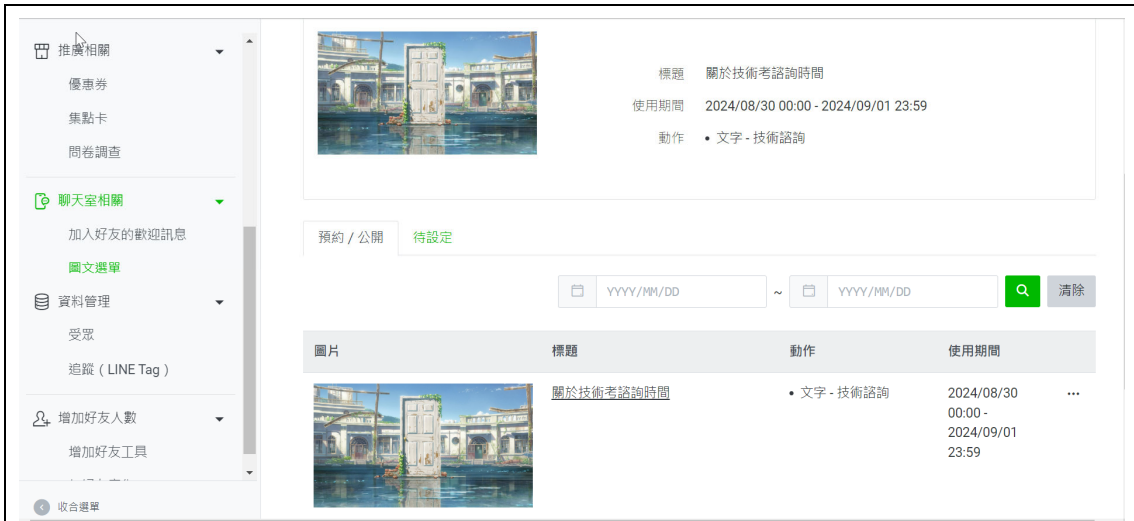 推廣相關
優惠券
集點卡
問卷調查
聊天室相關
加入好友的歡迎訊息
圖文選單
資料管理
受眾
追蹤（LINE Tag）
增加好友人數
增加好友工具
收合選單
標題 關於技術考諮詢時間
使用期間 2024/08/30 00:00 - 2024/09/01 23:59
動作 • 文字 - 技術諮詢
預約 / 公開 待設定
YYYY/MM/DD ~ YYYY/MM/DD 清除
圖片 標題 動作 使用期間
關於技術考諮詢時間 • 文字 - 技術諮詢 2024/08/30
00:00 -
2024/09/01
23:59